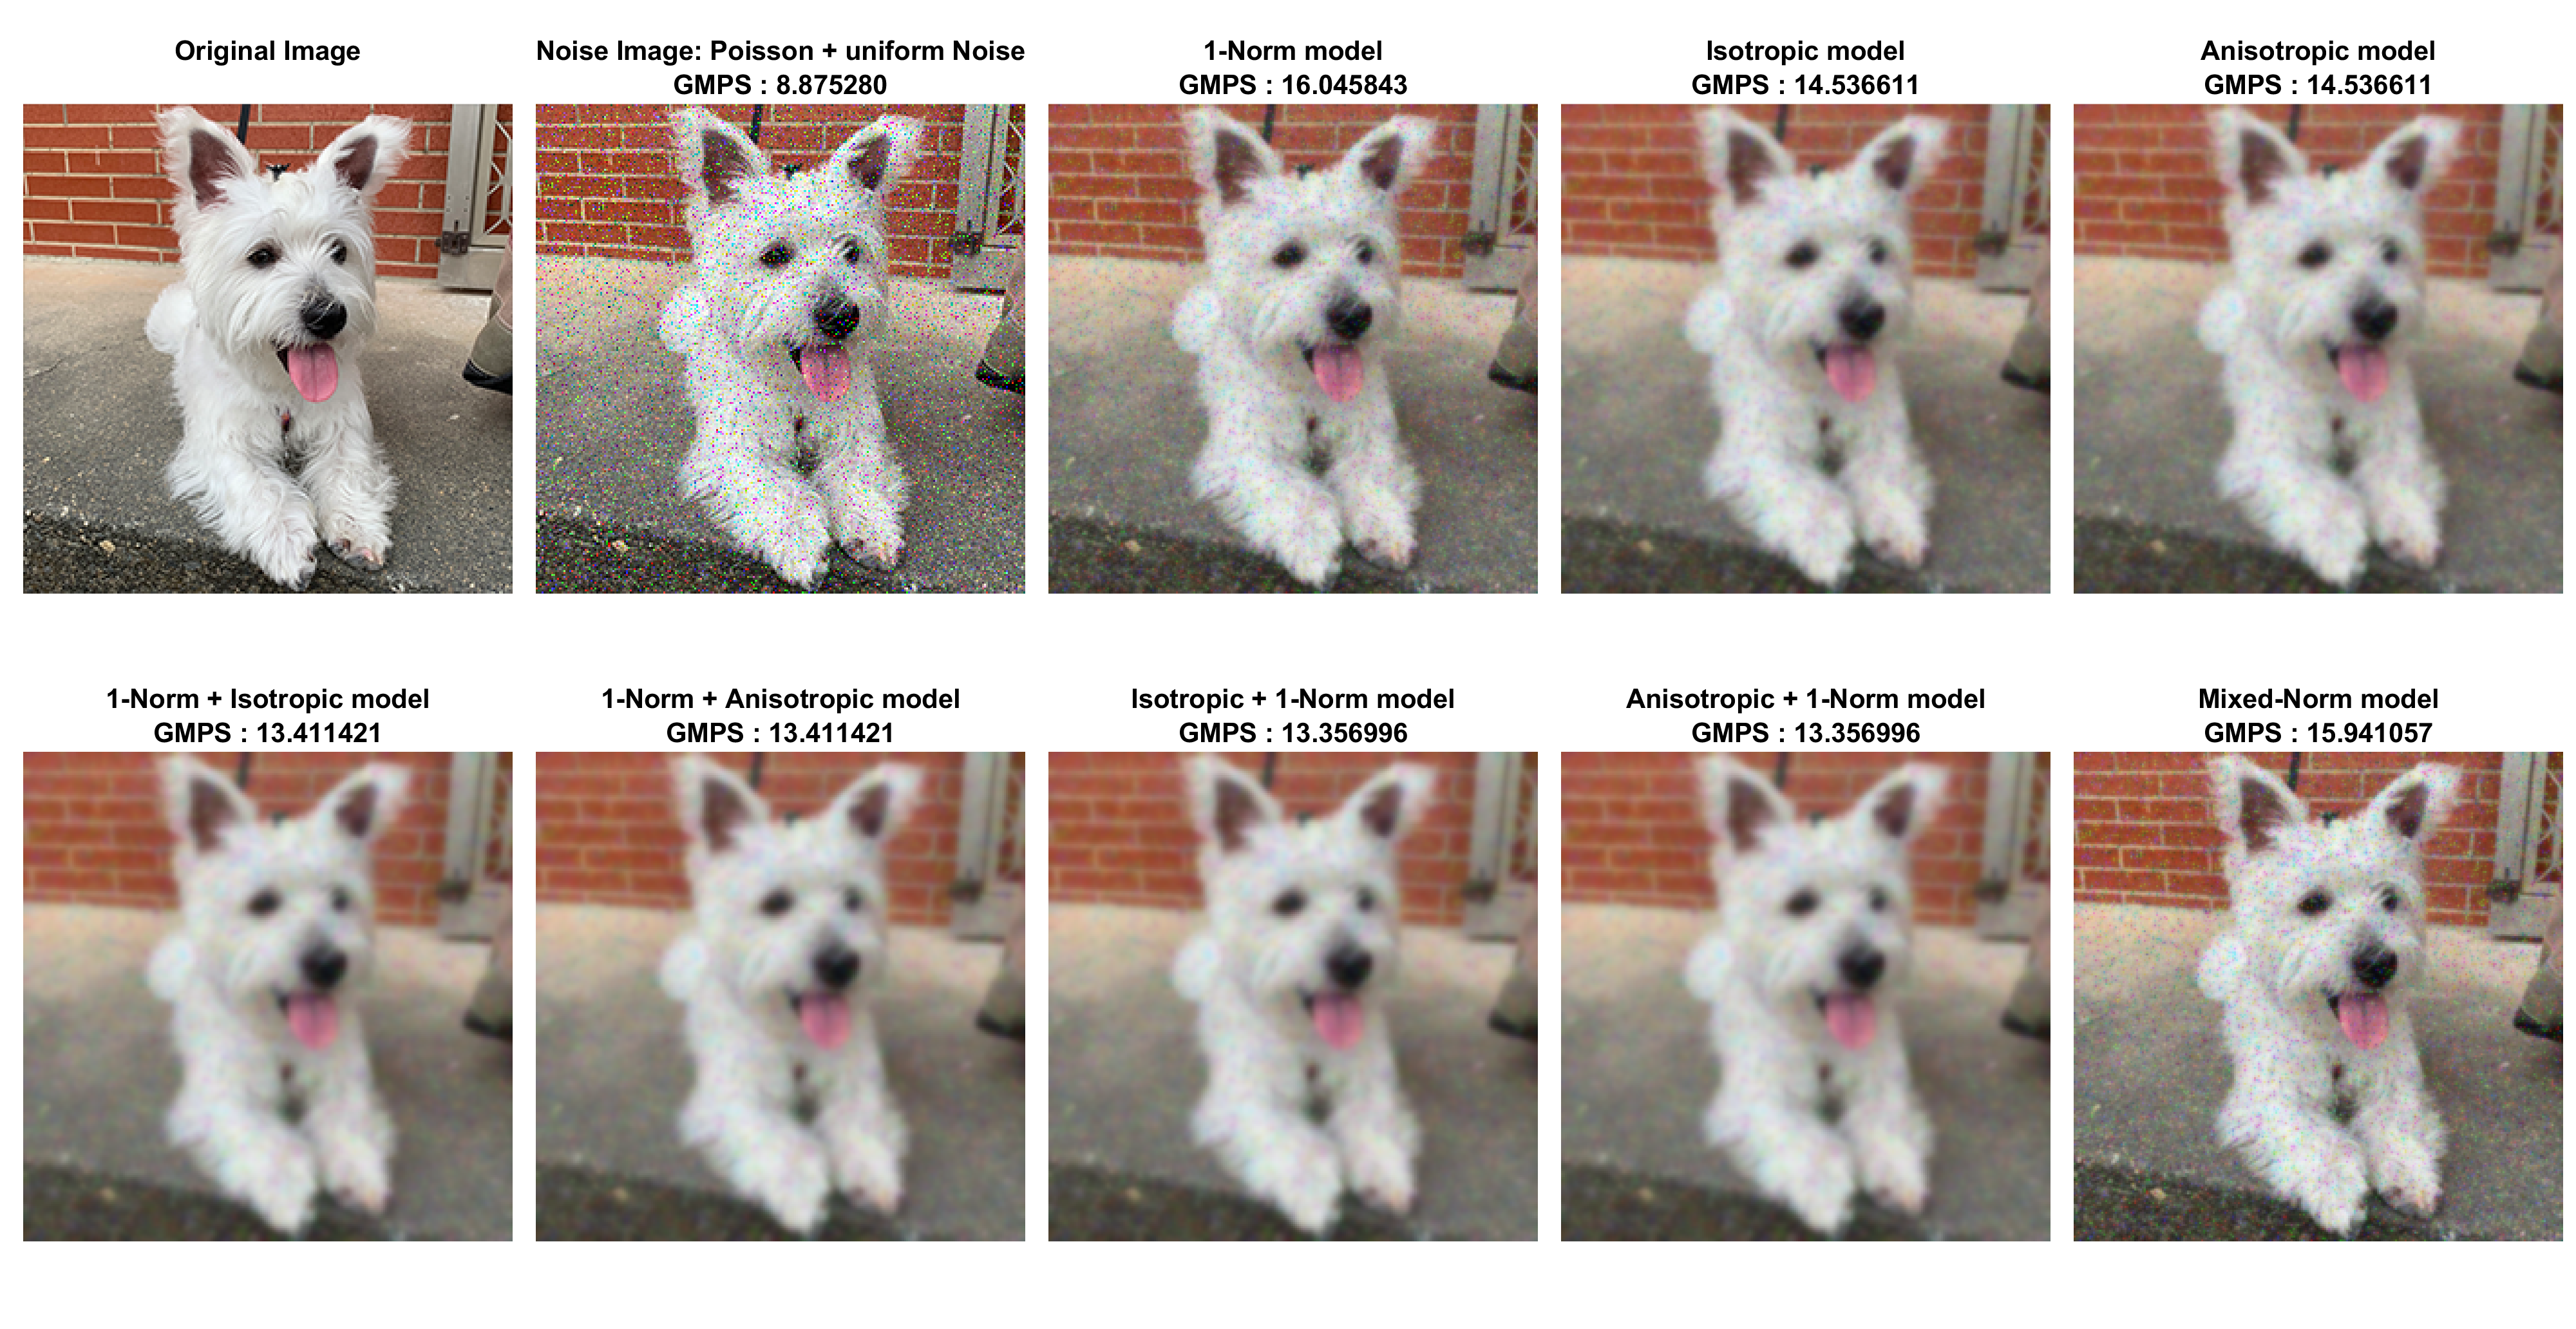 Original Image
Noise Image: Poisson + uniform Noise
GMPS : 8.875280
1-Norm model
GMPS : 16.045843
Isotropic model
GMPS : 14.536611
Anisotropic model
GMPS : 14.536611
1-Norm + Isotropic model
GMPS : 13.411421
1-Norm + Anisotropic model
GMPS : 13.411421
Isotropic + 1-Norm model
GMPS : 13.356996
Anisotropic + 1-Norm model
GMPS : 13.356996
Mixed-Norm model
GMPS : 15.941057